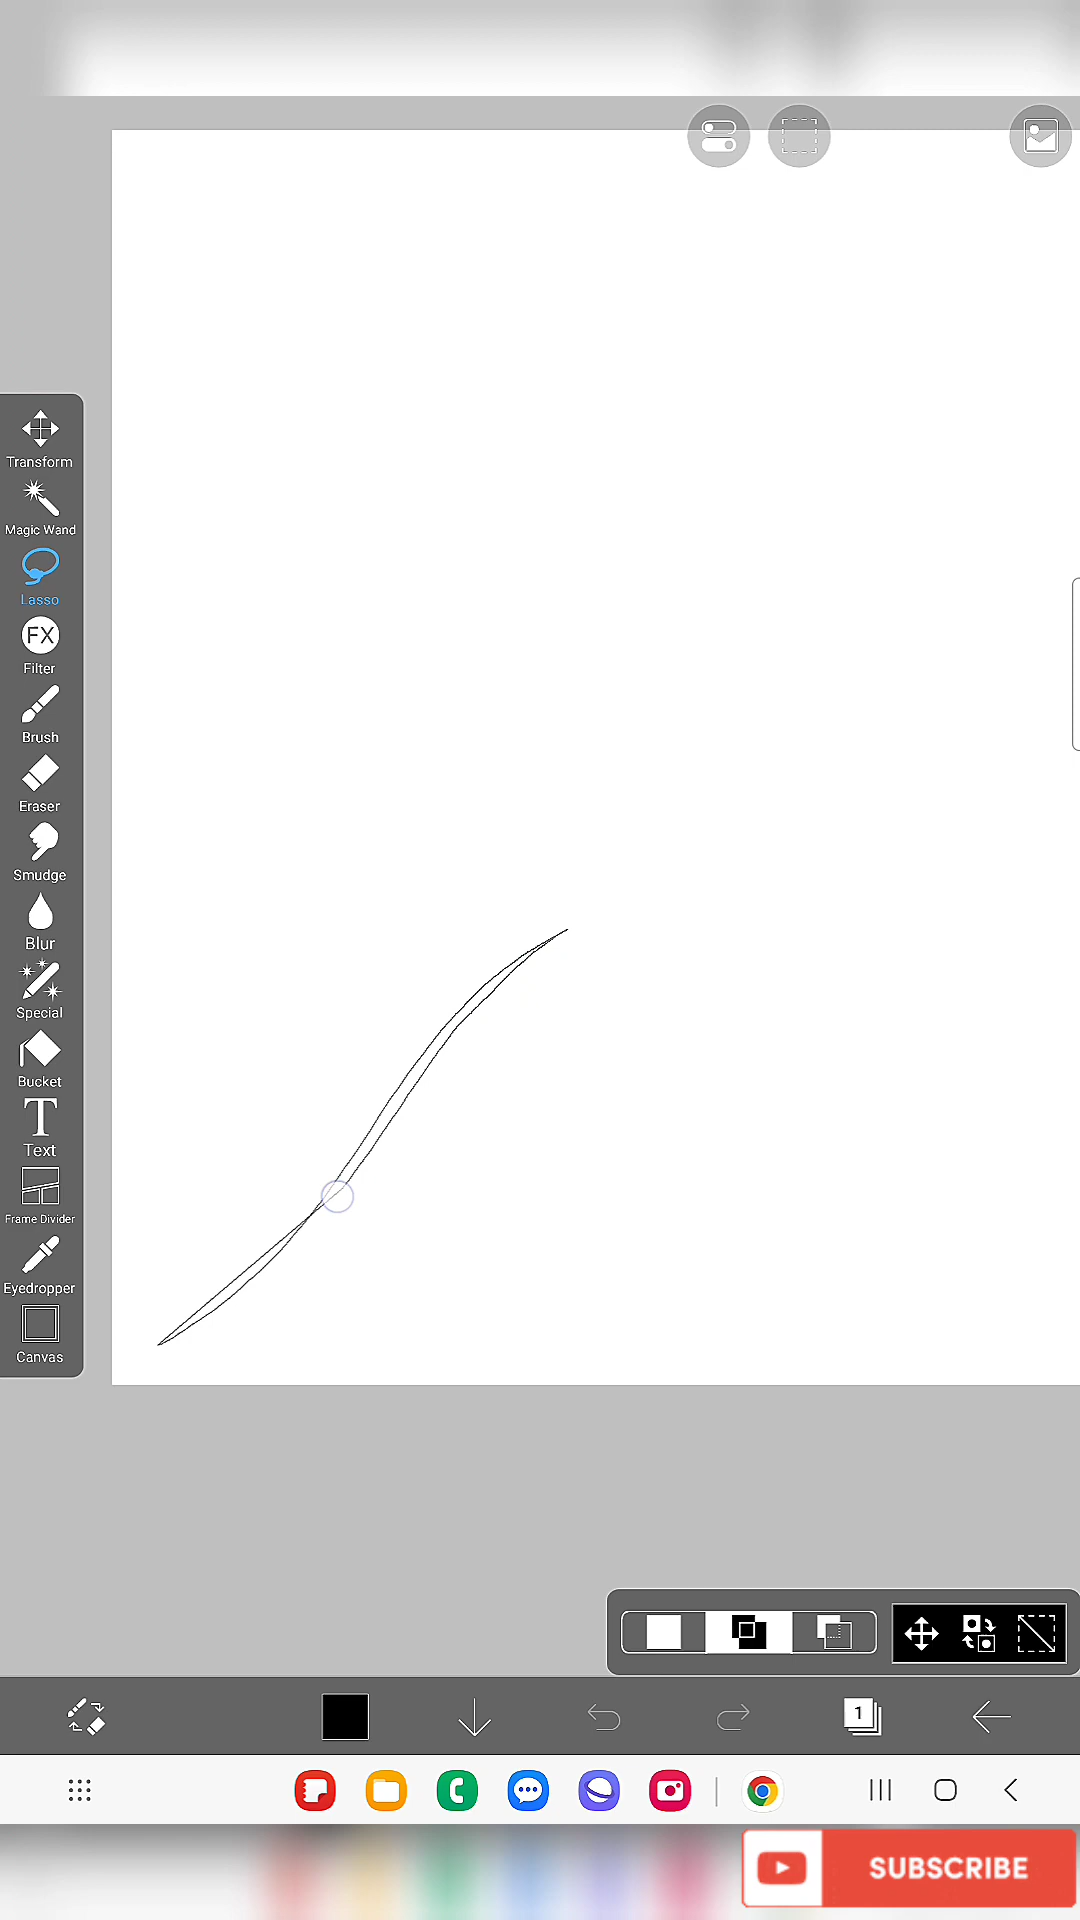 Transform
Magic Wand
Lasso
FX
Filter
Brush
Eraser
Smudge
Blur
Special
Bucket
T
Text
Frame Divider
Eyedropper
Canvas
1
SUBSCRIBE